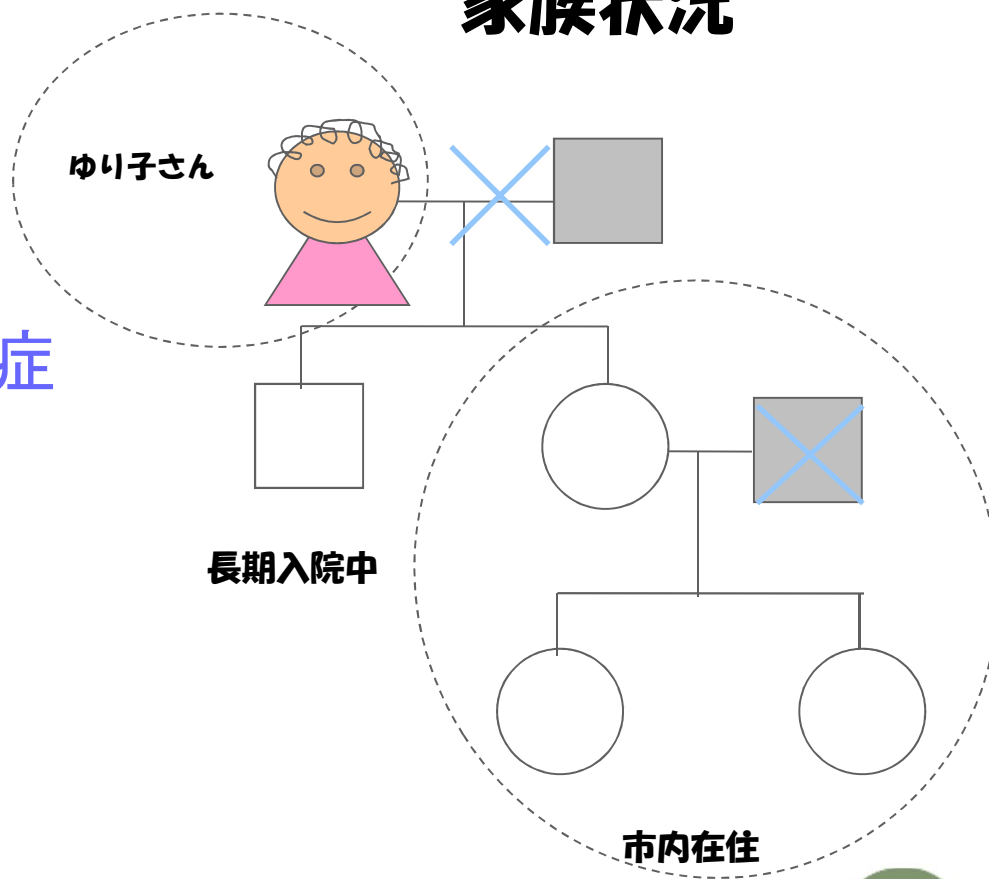 家族状況
ゆり子さん
症
長期入院中
市内在住